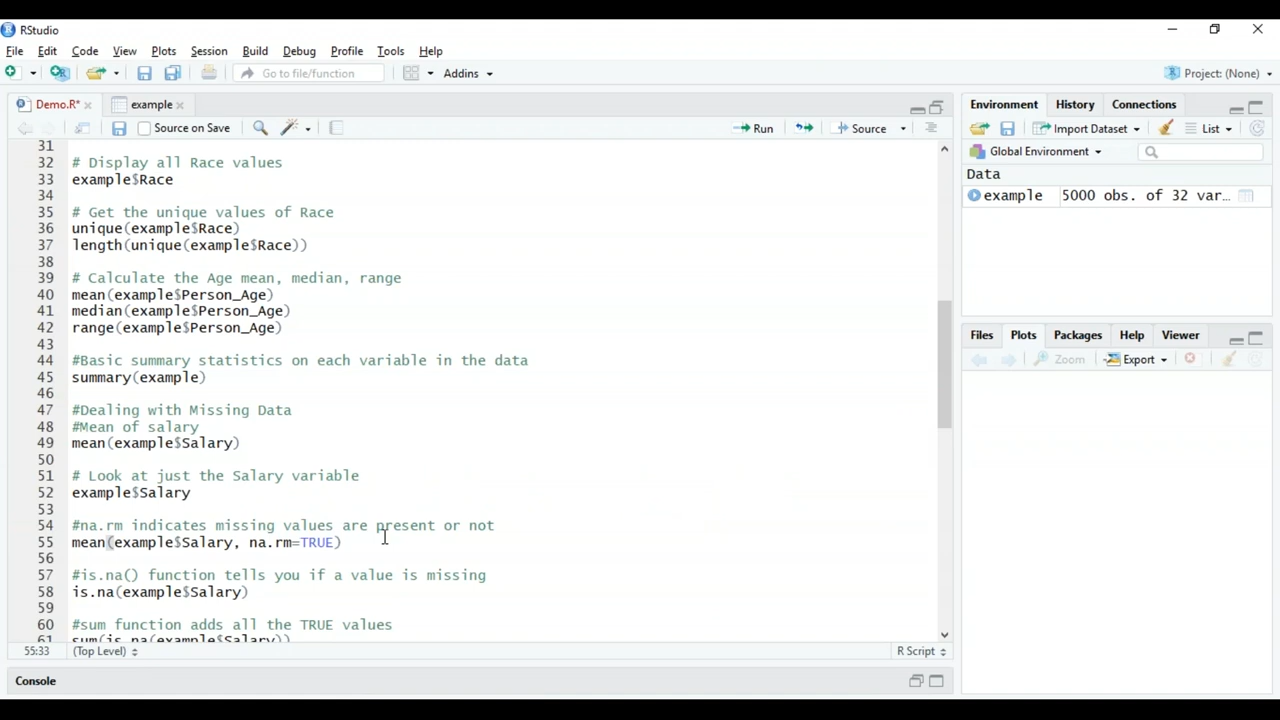 RStudio
File Edit Code View Plots Session Build Debug Profile Tools Help
Go to file/function Addins Project: (None)
Demo.R* example
Source on Save Run Source
31
32 # Display all Race values
33 example$Race
34
35 # Get the unique values of Race
36 unique(example$Race)
37 length(unique(example$Race))
38
39 # Calculate the Age mean, median, range
40 mean(example$Person_Age)
41 median(example$Person_Age)
42 range(example$Person_Age)
43
44 #Basic summary statistics on each variable in the data
45 summary(example)
46
47 #Dealing with Missing Data
48 #Mean of salary
49 mean(example$Salary)
50
51 # Look at just the Salary variable
52 example$Salary
53
54 #na.rm indicates missing values are present or not
55 mean(example$Salary, na.rm=TRUE)
56
57 #is.na() function tells you if a value is missing
58 is.na(example$Salary)
59
60 #sum function adds all the TRUE values
61 sum(is.na(example$Salary))
55:33 (Top Level) R Script
Console
Environment History Connections
Import Dataset List
Global Environment
Data
example 5000 obs. of 32 var...
Files Plots Packages Help Viewer
Zoom Export